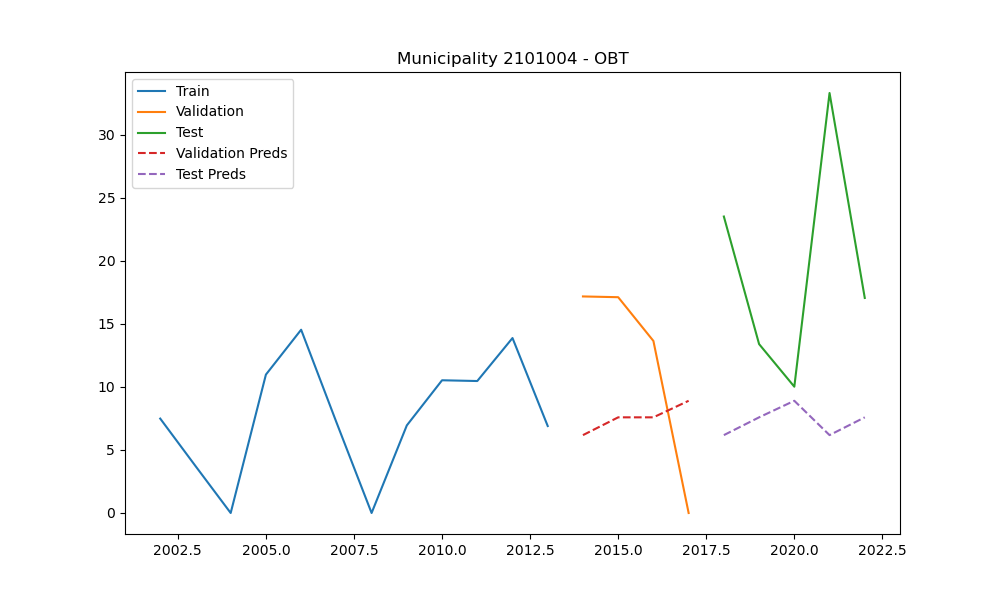 Municipality 2101004 - OBT
Train
Validation
Test
Validation Preds
Test Preds
30
25
20
15
10
5
0
2002.5 2005.0 2007.5 2010.0 2012.5 2015.0 2017.5 2020.0 2022.5